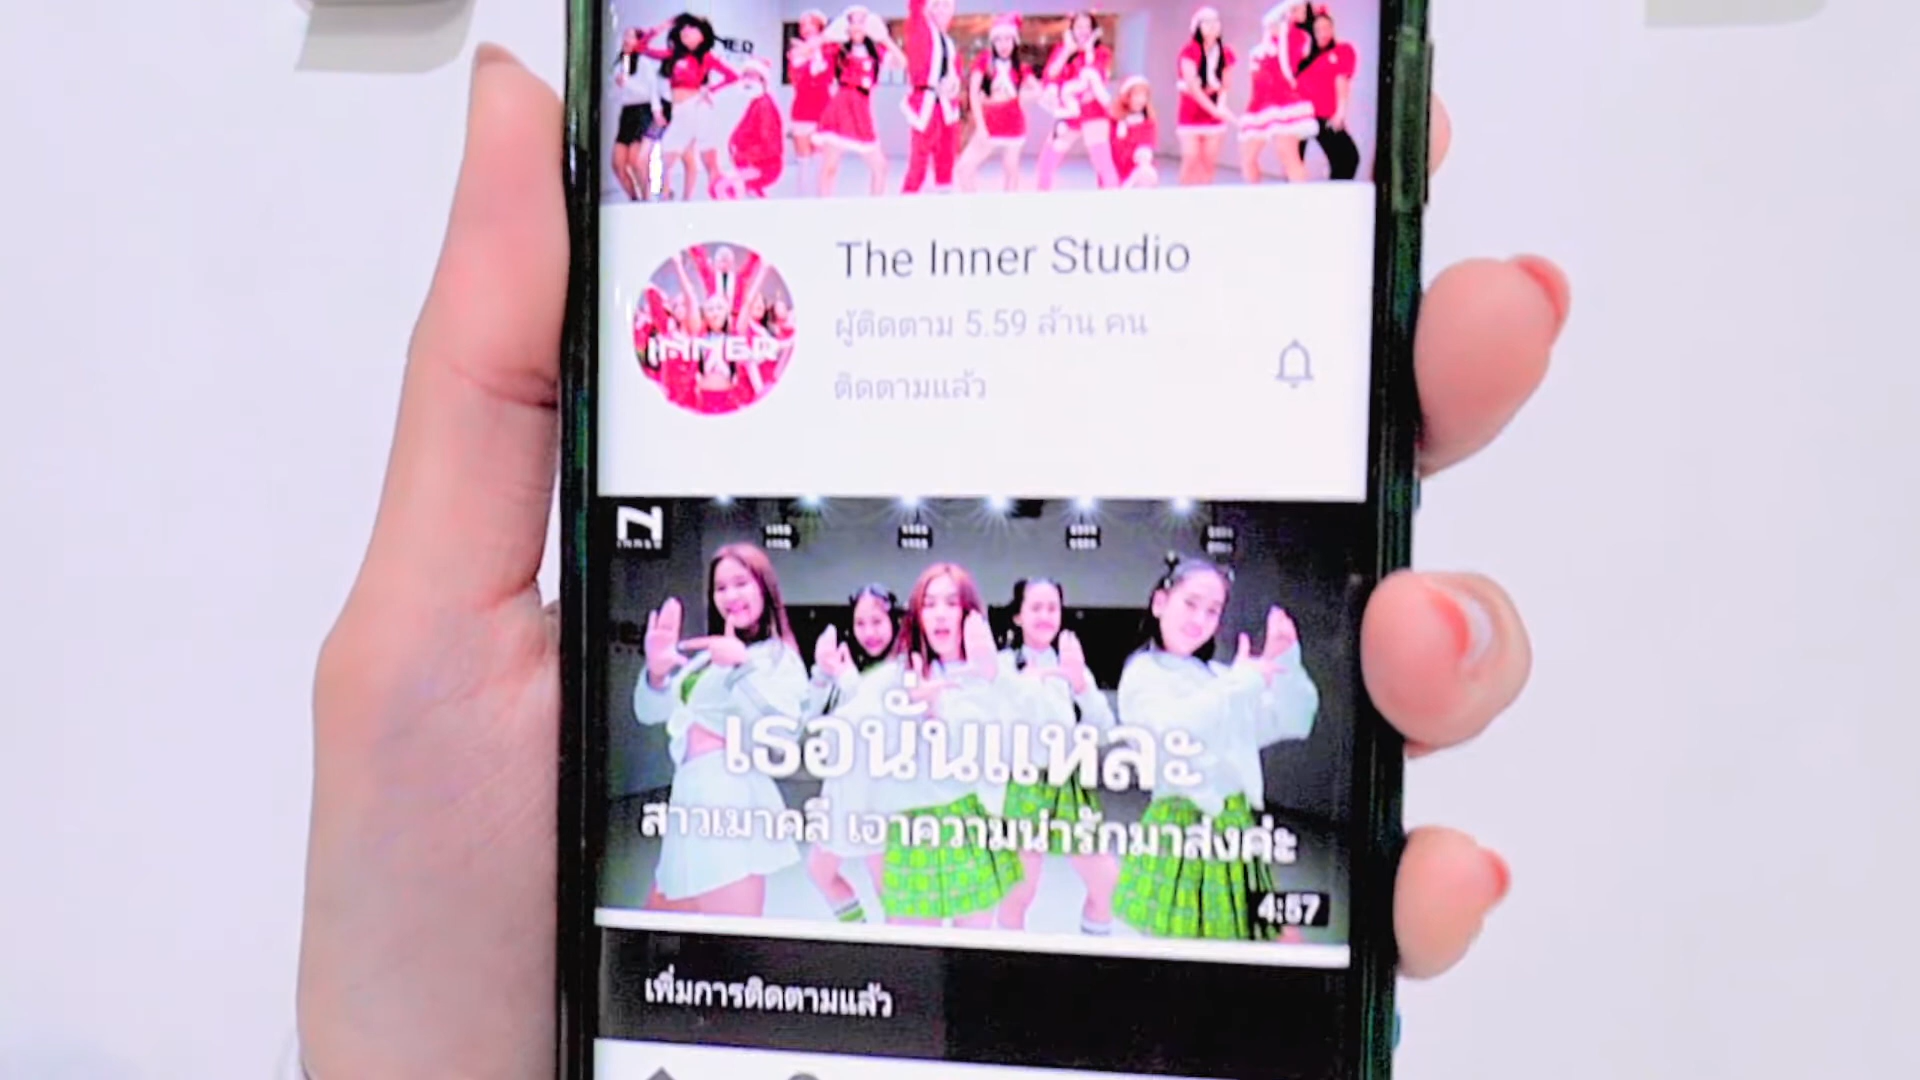 The Inner Studio
ผู้ติดตาม 5.59 ล้าน คน
ติดตามแล้ว
INNER
เธอนั่นแหละ
สาวเมาคลี เอาความน่ารักมาส่งค่ะ
4:57
เพิ่มการติดตามแล้ว